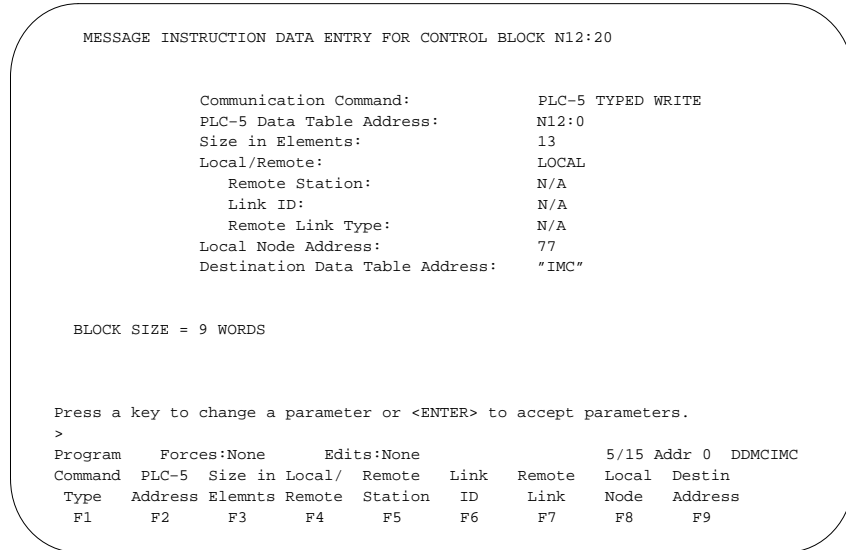 MESSAGE INSTRUCTION DATA ENTRY FOR CONTROL BLOCK N12:20
Communication Command: PLC–5 TYPED WRITE
PLC–5 Data Table Address: N12:0
Size in Elements: 13
Local/Remote: LOCAL
Remote Station: N/A
Link ID: N/A
Remote Link Type: N/A
Local Node Address: 77
Destination Data Table Address: "IMC"
BLOCK SIZE = 9 WORDS
Press a key to change a parameter or <ENTER> to accept parameters.
>
Program Forces:None Edits:None 5/15 Addr 0 DDMCIMC
Command PLC–5 Size in Local/ Remote Link Remote Local Destin
Type Address Elemnts Remote Station ID Link Node Address
F1 F2 F3 F4 F5 F6 F7 F8 F9